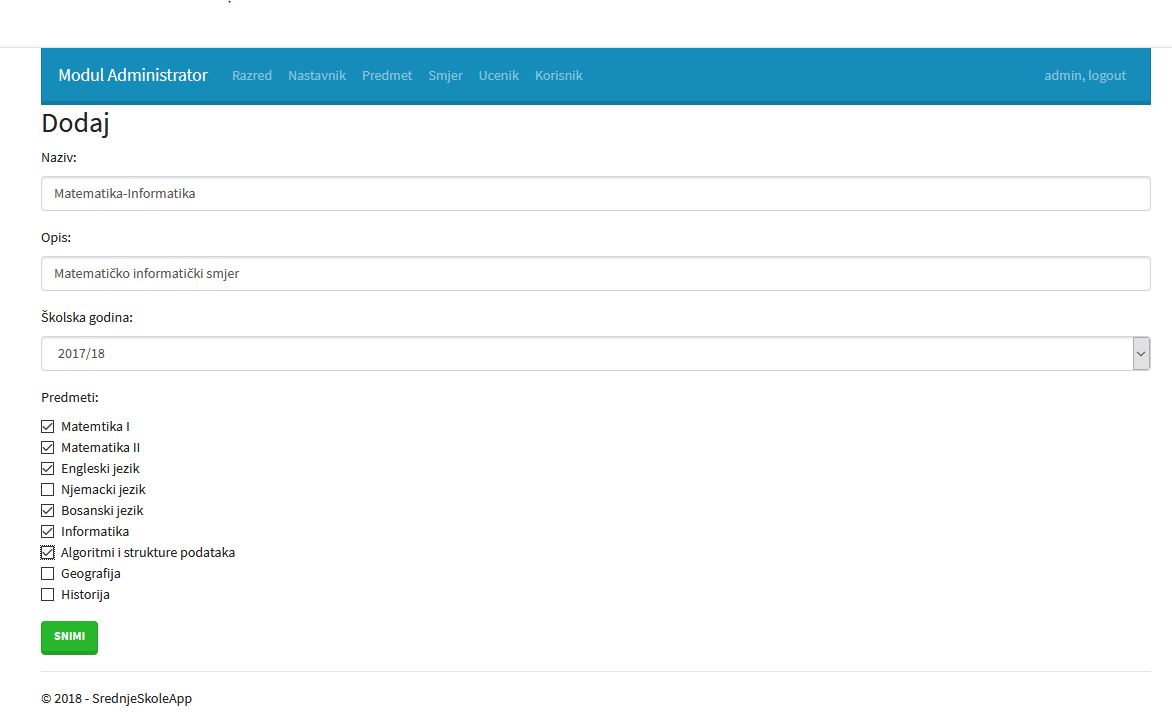 Modul Administrator Razred Nastavnik Predmet Smjer Ucenik Korisnik admin, logout
Dodaj
Naziv:
Matematika-Informatika
Opis:
Matematičko informatički smjer
Školska godina:
2017/18
Predmeti:
Matemtika I
Matematika II
Engleski jezik
Njemacki jezik
Bosanski jezik
Informatika
Algoritmi i strukture podataka
Geografija
Historija
SNIMI
© 2018 - SrednjeSkoleApp